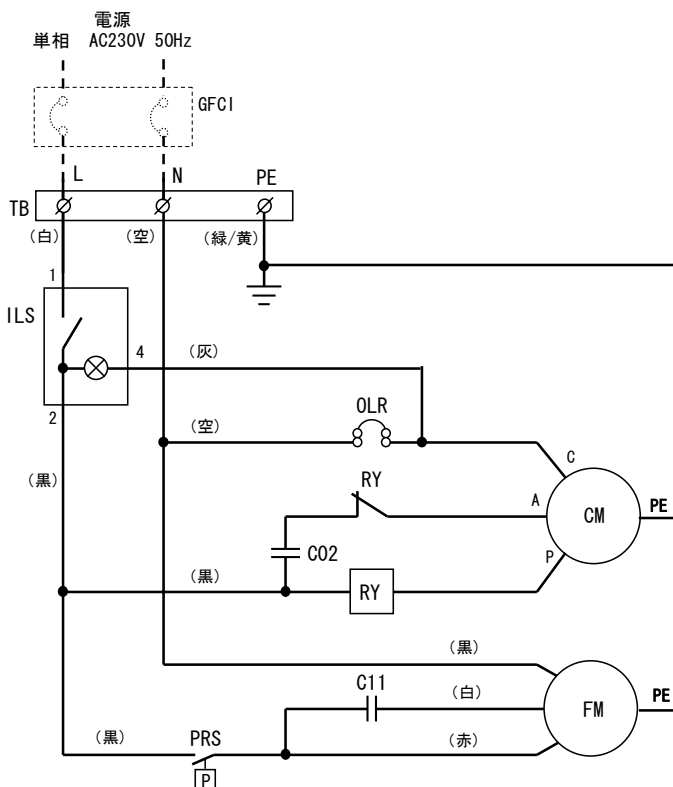 電源
単相 AC230V 50Hz
GFCI
L N PE
TB
(白) (空) (緑/黄)
1
ILS
4 (灰)
2
OLR
(空)
C
(黒)
RY
A
CM
PE
CO2
P
(黒)
RY
(黒)
C11
(白)
FM
PE
(黒)
PRS
(赤)
P